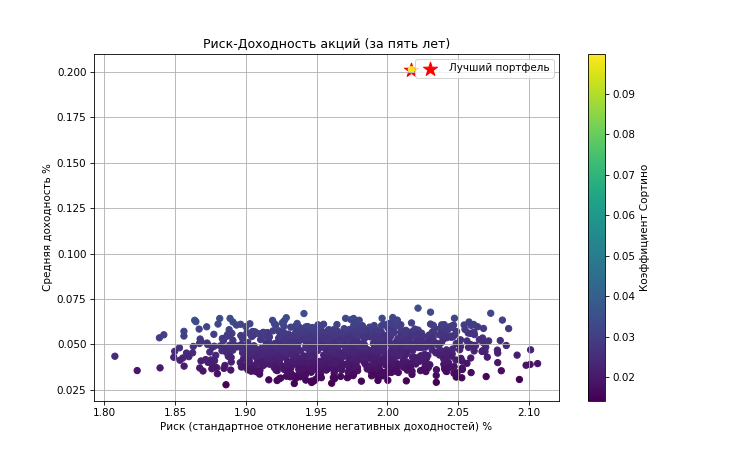 Риск-Доходность акций (за пять лет)
Лучший портфель
Средняя доходность %
0.200
0.175
0.150
0.125
0.100
0.075
0.050
0.025
1.80 1.85 1.90 1.95 2.00 2.05 2.10
Риск (стандартное отклонение негативных доходностей) %
0.09
0.08
0.07
0.06
0.05
0.04
0.03
0.02
Коэффициент Сортино